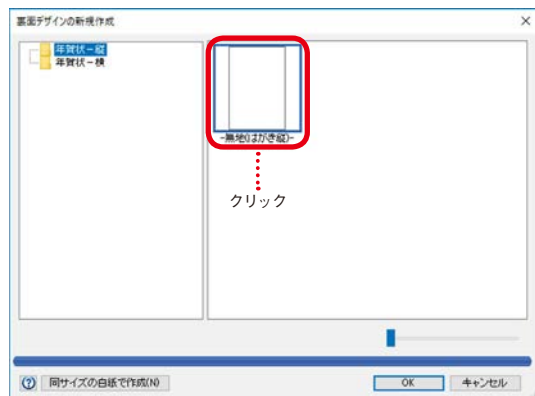 裏面デザインの新規作成
年賀状－縦
年賀状－横
-無地(はがき縦)-
クリック
同サイズの白紙で作成(N)
OK
キャンセル